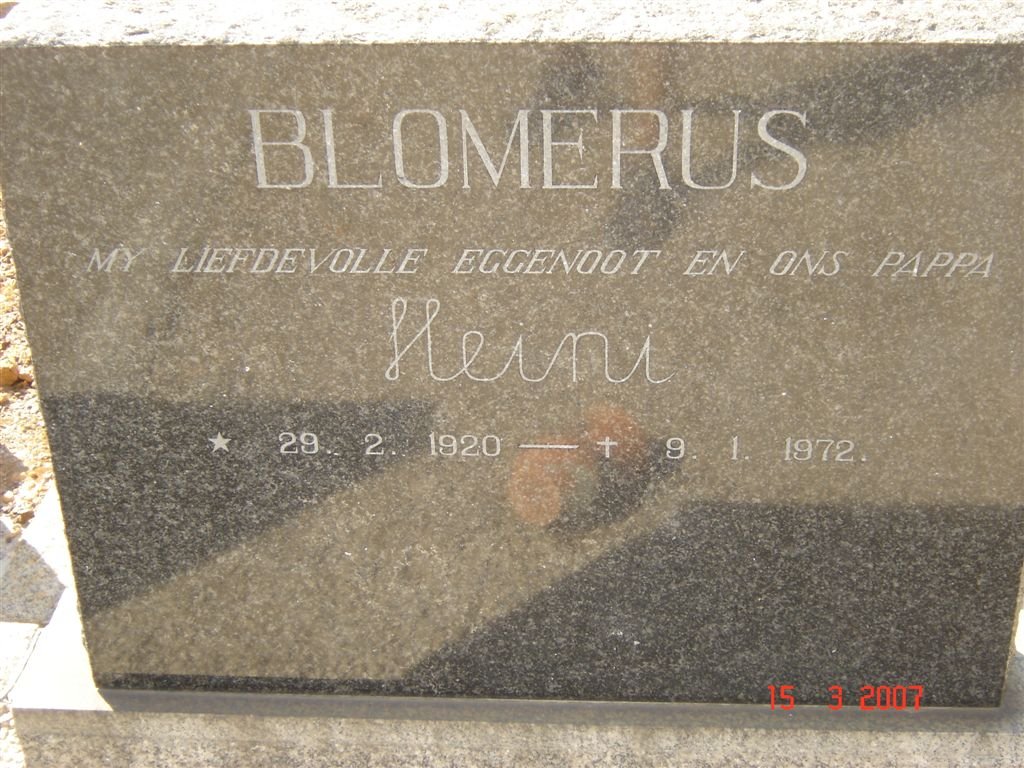 BLOMERUS
MY LIEFDEVOLLE EGGENOOT EN ONS PAPPA
Heini
★ 29. 2. 1920 — ✝ 9. 1. 1972.
15 3 2007